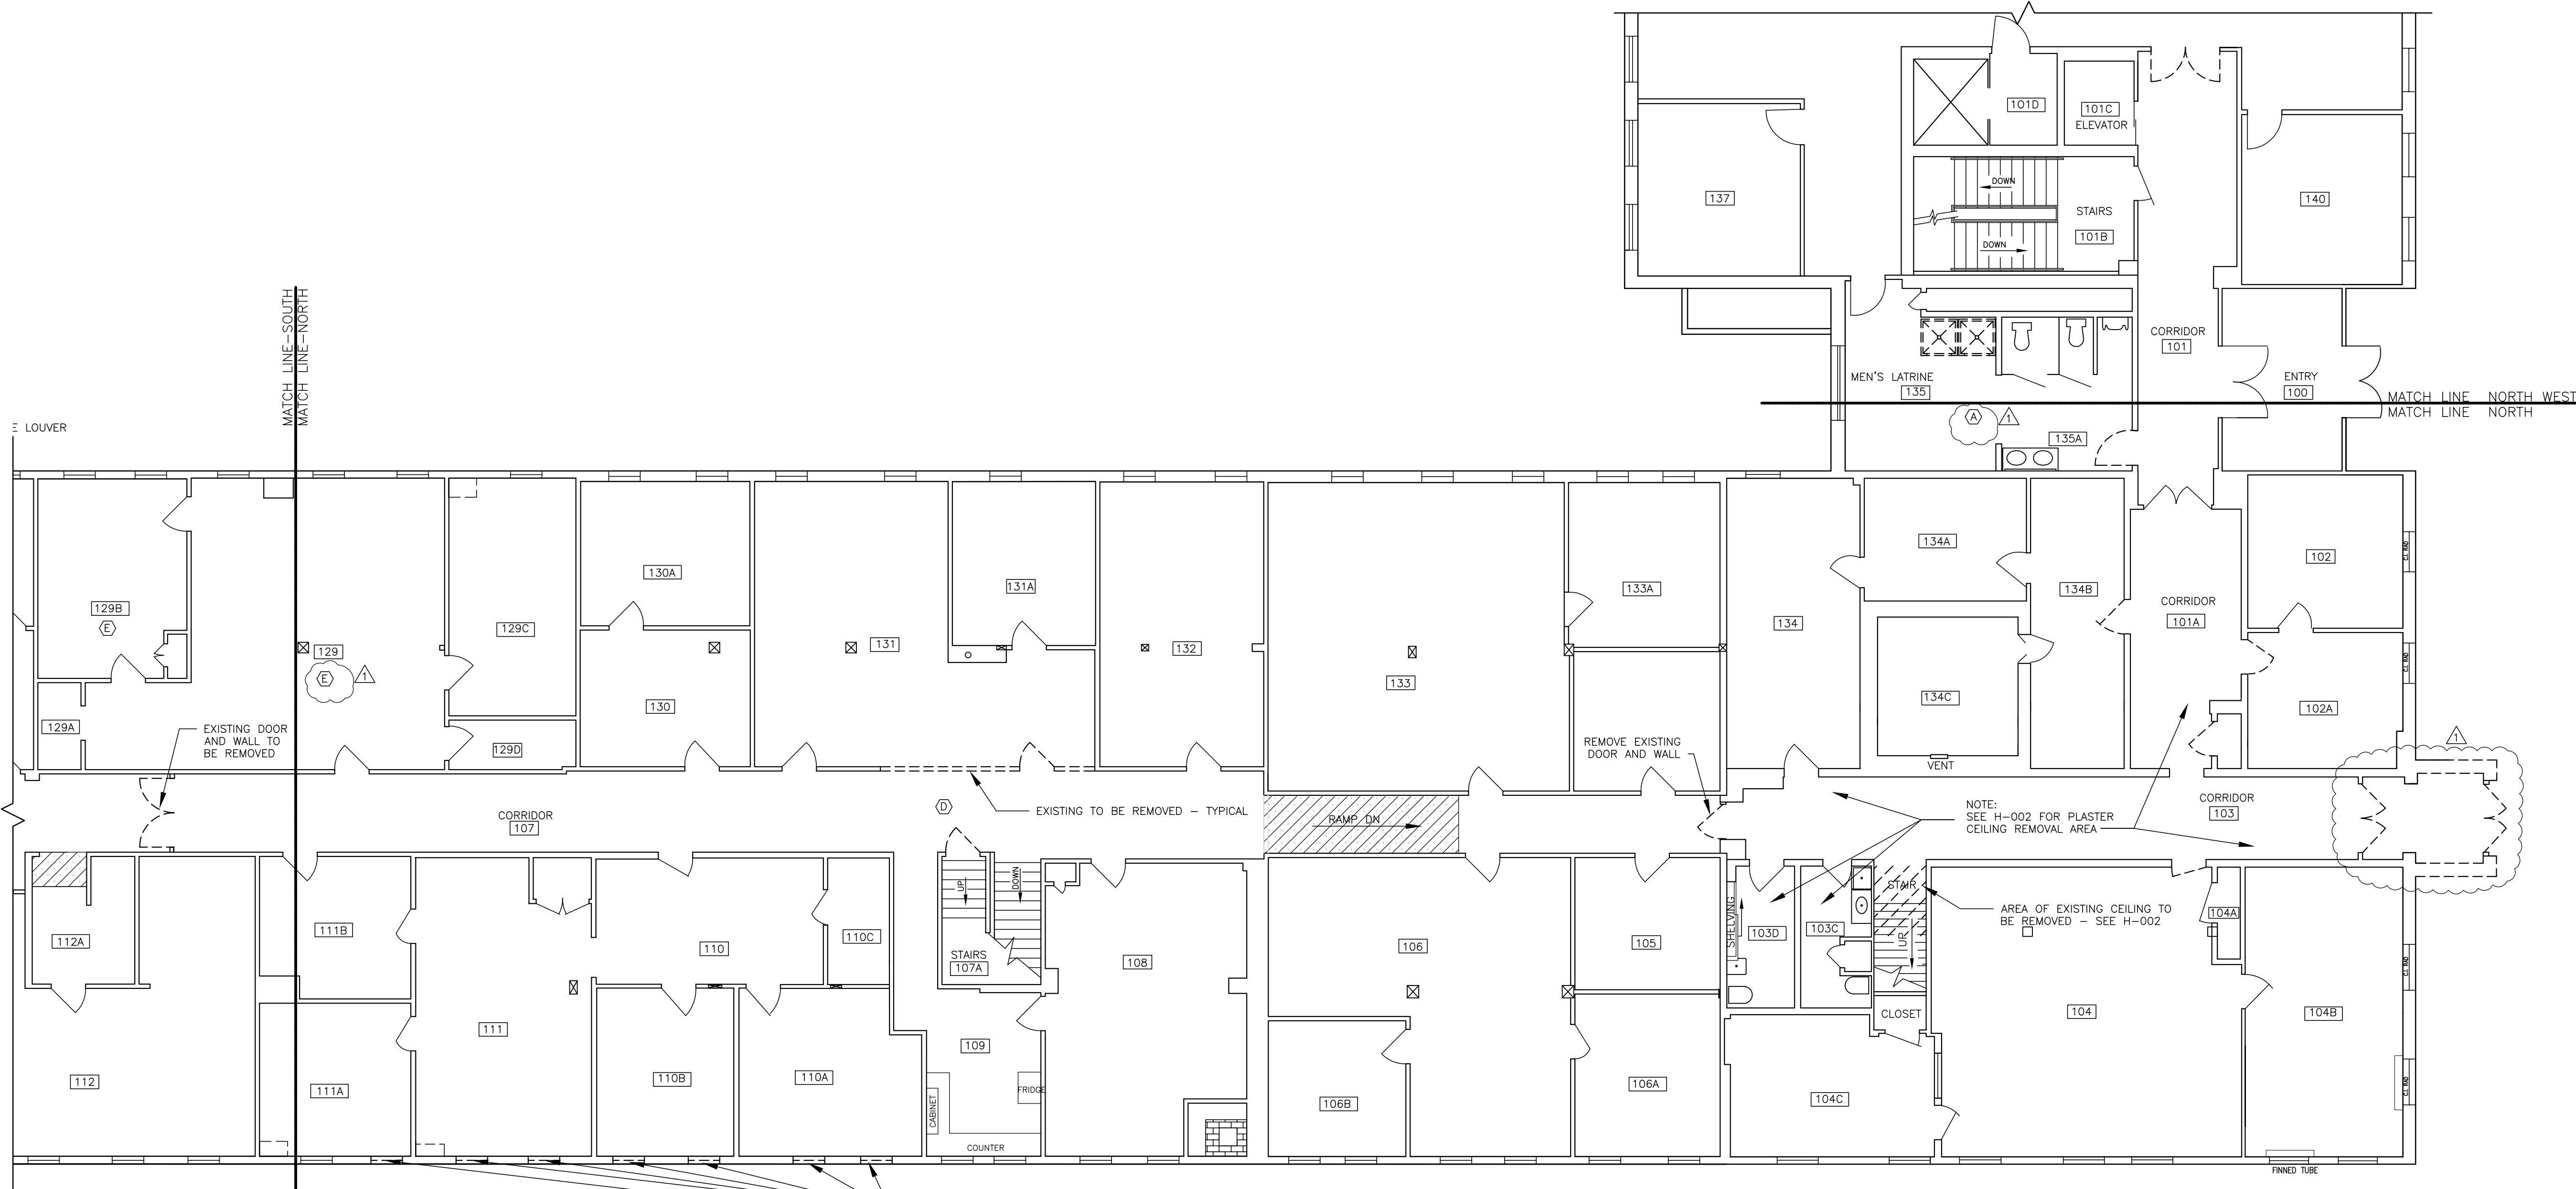 101D
101C
ELEVATOR
137
DOWN
STAIRS
101B
DOWN
140
MATCH LINE-SOUTH
MATCH LINE-NORTH
CORRIDOR
101
MEN'S LATRINE
135
ENTRY
100
MATCH LINE NORTH WEST
MATCH LINE NORTH
A
1
135A
E LOUVER
129B
E
129
E
1
129C
129A
129D
EXISTING DOOR
AND WALL TO
BE REMOVED
130A
130
131
131A
132
133
133A
134
134A
134B
134C
VENT
CORRIDOR
101A
102
C.I. RAD
102A
C.I. RAD
1
REMOVE EXISTING
DOOR AND WALL
CORRIDOR
107
D
EXISTING TO BE REMOVED - TYPICAL
RAMP DN
NOTE:
SEE H-002 FOR PLASTER
CEILING REMOVAL AREA
CORRIDOR
103
112A
112
111B
111A
111
110
110C
110B
110A
UP
DOWN
STAIRS
107A
109
CABINET
FRIDGE
COUNTER
108
106
106B
105
106A
SHELVING
103D
103C
STAIR
UP
AREA OF EXISTING CEILING TO
BE REMOVED - SEE H-002
CLOSET
104C
104
104A
104B
C.I. RAD
C.I. RAD
FINNED TUBE